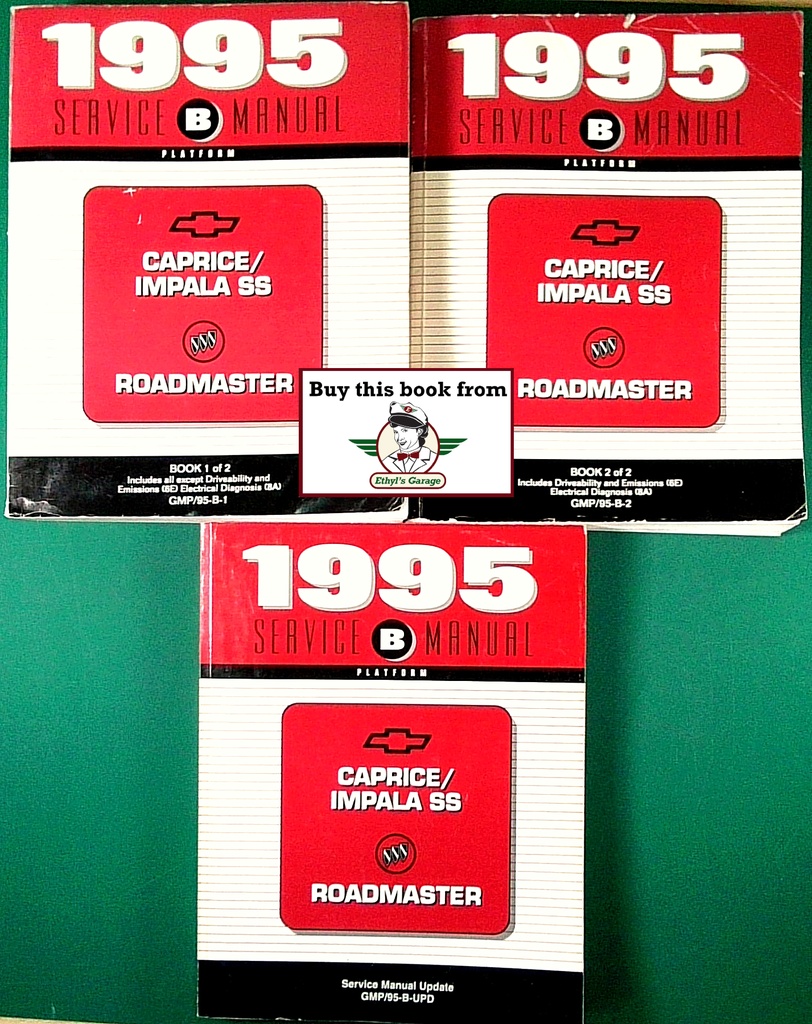 1995
SERVICE B MANUAL
PLATFORM
CAPRICE/
IMPALA SS
ROADMASTER
BOOK 1 of 2
Includes all except Driveability and
Emissions (6E) Electrical Diagnosis (8A)
GMP/95-B-1
1995
SERVICE B MANUAL
PLATFORM
CAPRICE/
IMPALA SS
ROADMASTER
BOOK 2 of 2
Includes Driveability and Emissions (6E)
Electrical Diagnosis (8A)
GMP/95-B-2
Buy this book from
Ethyl's Garage
1995
SERVICE B MANUAL
PLATFORM
CAPRICE/
IMPALA SS
ROADMASTER
Service Manual Update
GMP/95-B-UPD